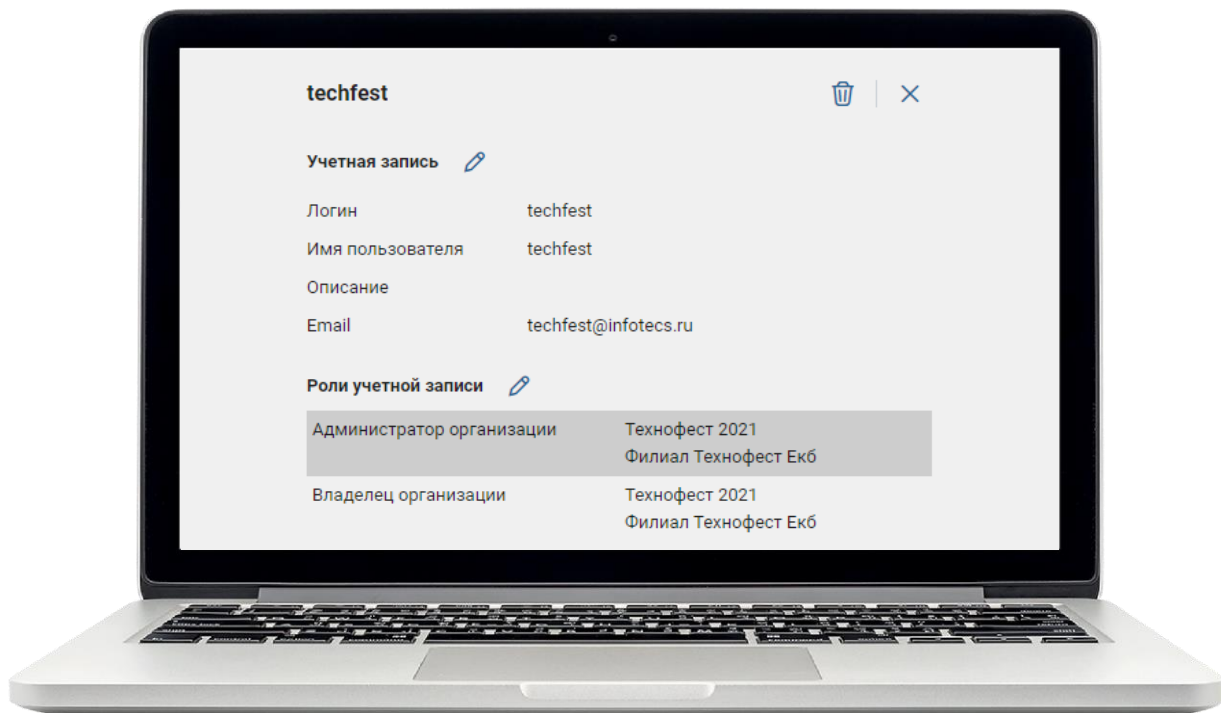 techfest
Учетная запись
Логин techfest
Имя пользователя techfest
Описание
Email techfest@infotecs.ru
Роли учетной записи
Администратор организации Технофест 2021
Филиал Технофест Екб
Владелец организации Технофест 2021
Филиал Технофест Екб